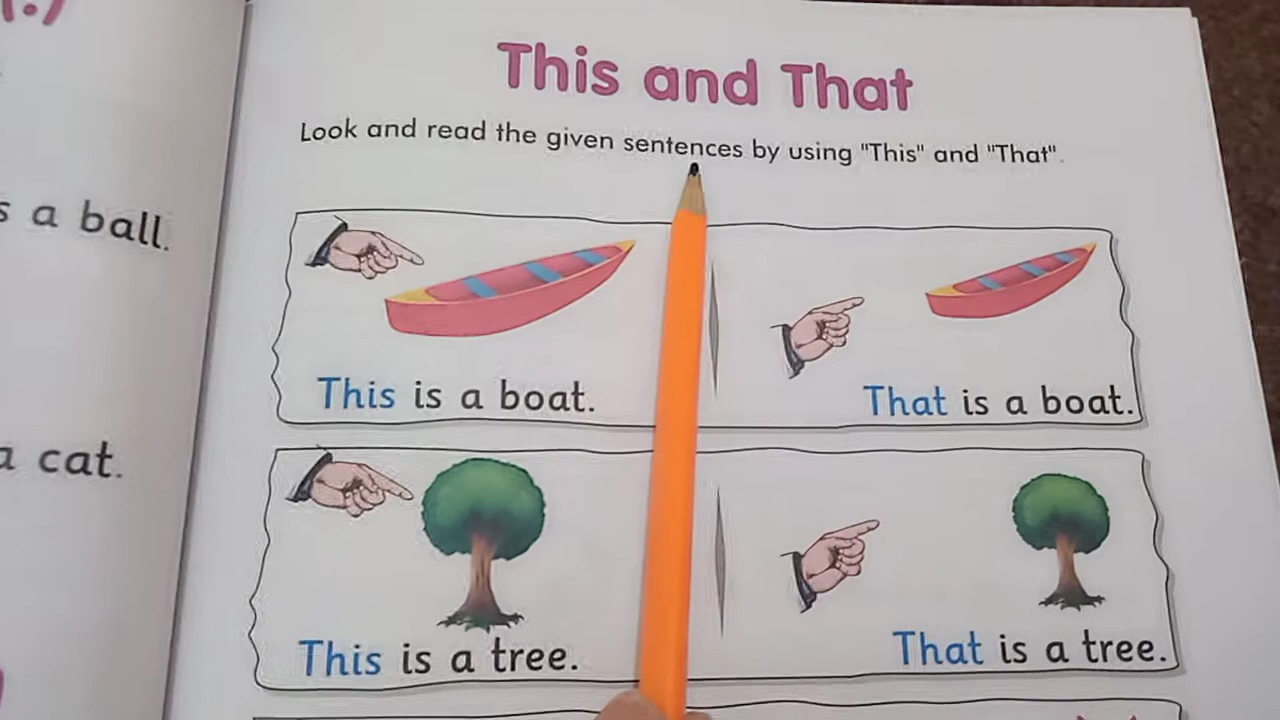 s a ball.
a cat.
This and That
Look and read the given sentences by using "This" and "That".
This is a boat.
That is a boat.
This is a tree.
That is a tree.